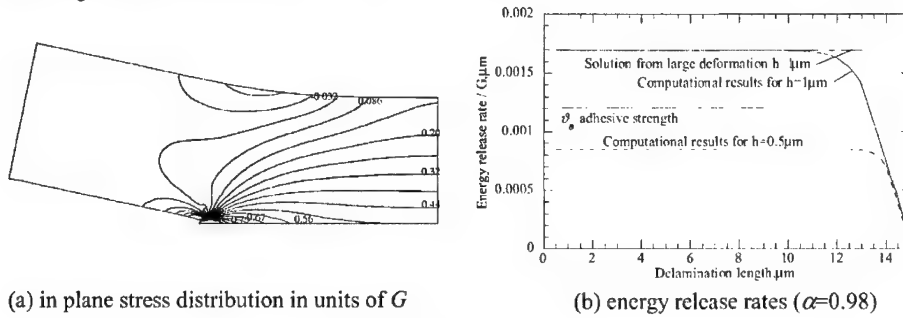 -0.032
0.086
0.20
0.32
0.44
0.56
0.67
(a) in plane stress distribution in units of G
(b)
0.002
0.0015
0.001
0.0005
0
Energy release rate / G,μm
Solution from large deformation h=1μm
Computational results for h=1μm
adhesive strength
Computational results for h=0.5μm
0 2 4 6 8 10 12 14
Delamination length,μm
(b) energy release rates (α=0.98)